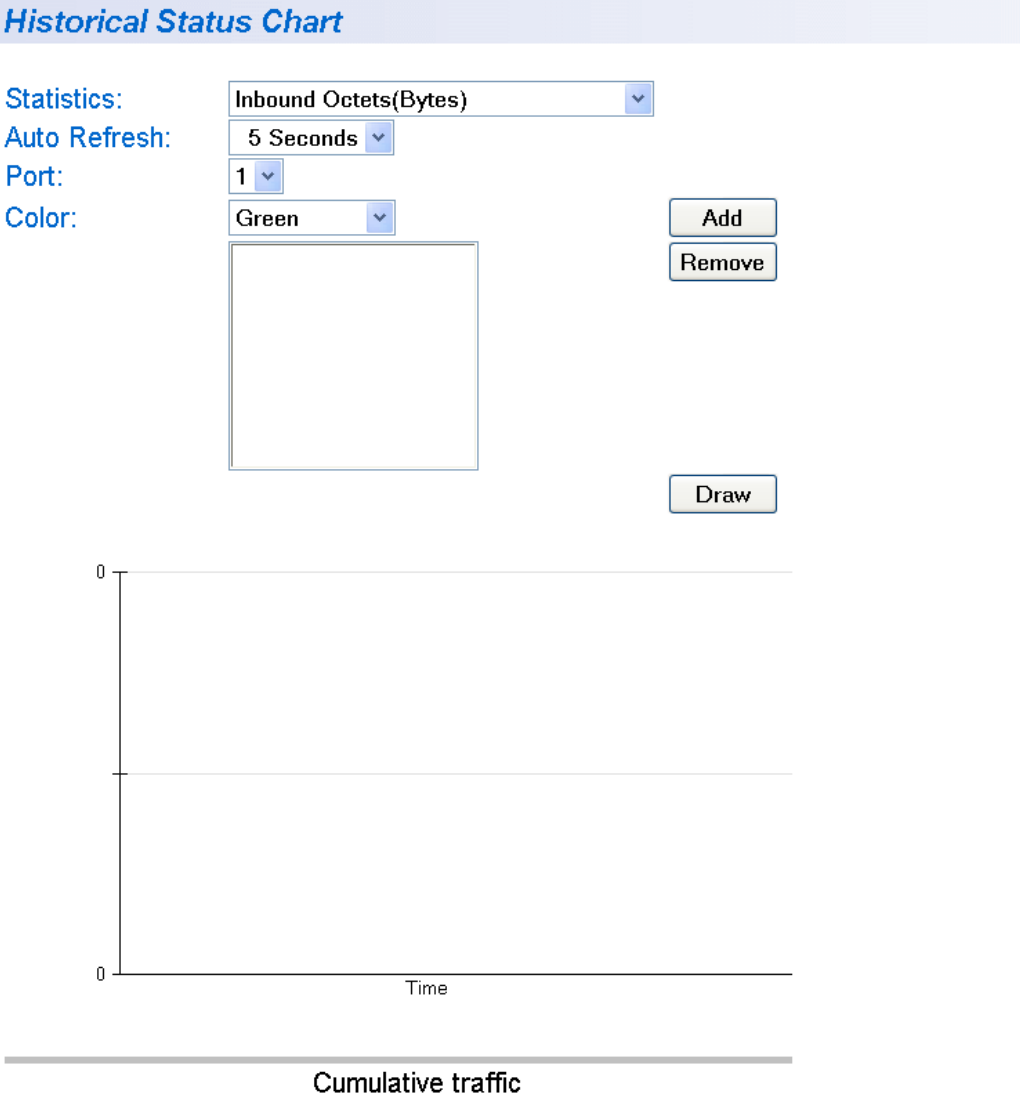 Historical Status Chart
Statistics: Inbound Octets(Bytes)
Auto Refresh: 5 Seconds
Port: 1
Color: Green Add
Remove
Draw
0
0
Time
Cumulative traffic